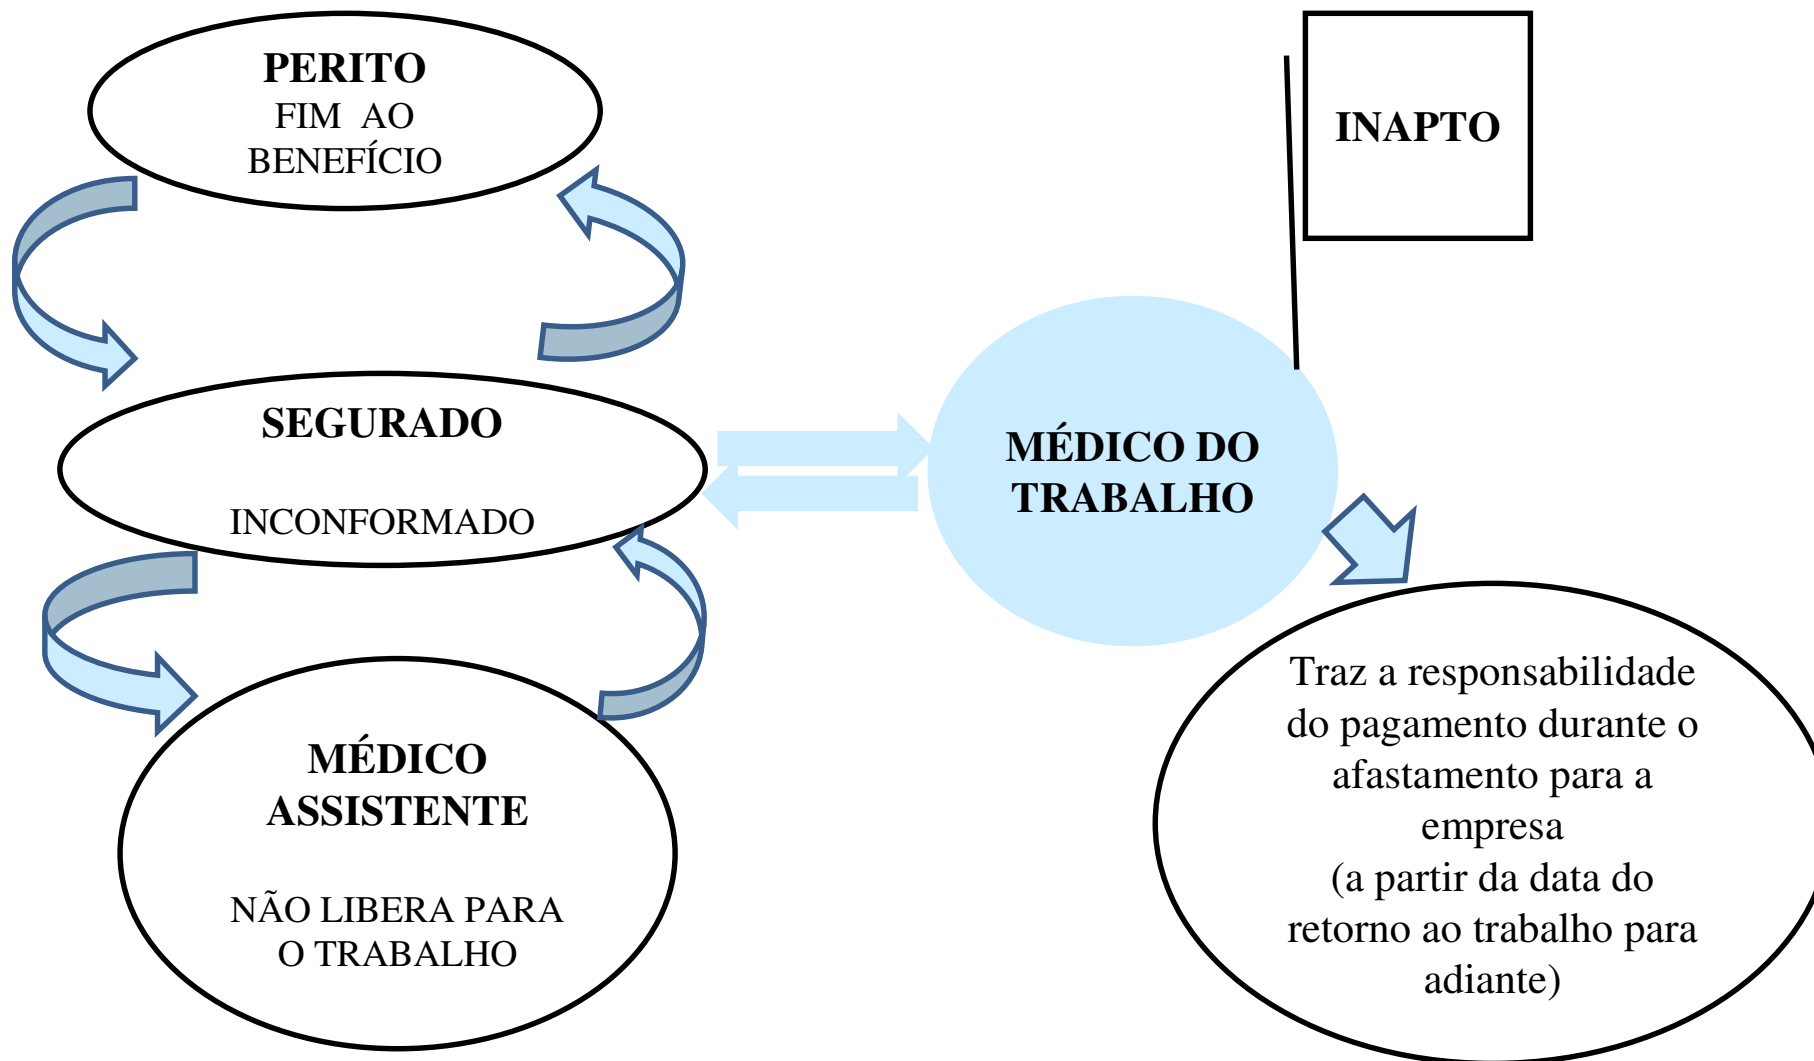 PERITO
FIM AO
BENEFÍCIO
INAPTO
SEGURADO
INCONFORMADO
MÉDICO DO
TRABALHO
MÉDICO
ASSISTENTE
NÃO LIBERA PARA
O TRABALHO
Traz a responsabilidade
do pagamento durante o
afastamento para a
empresa
(a partir da data do
retorno ao trabalho para
adiante)